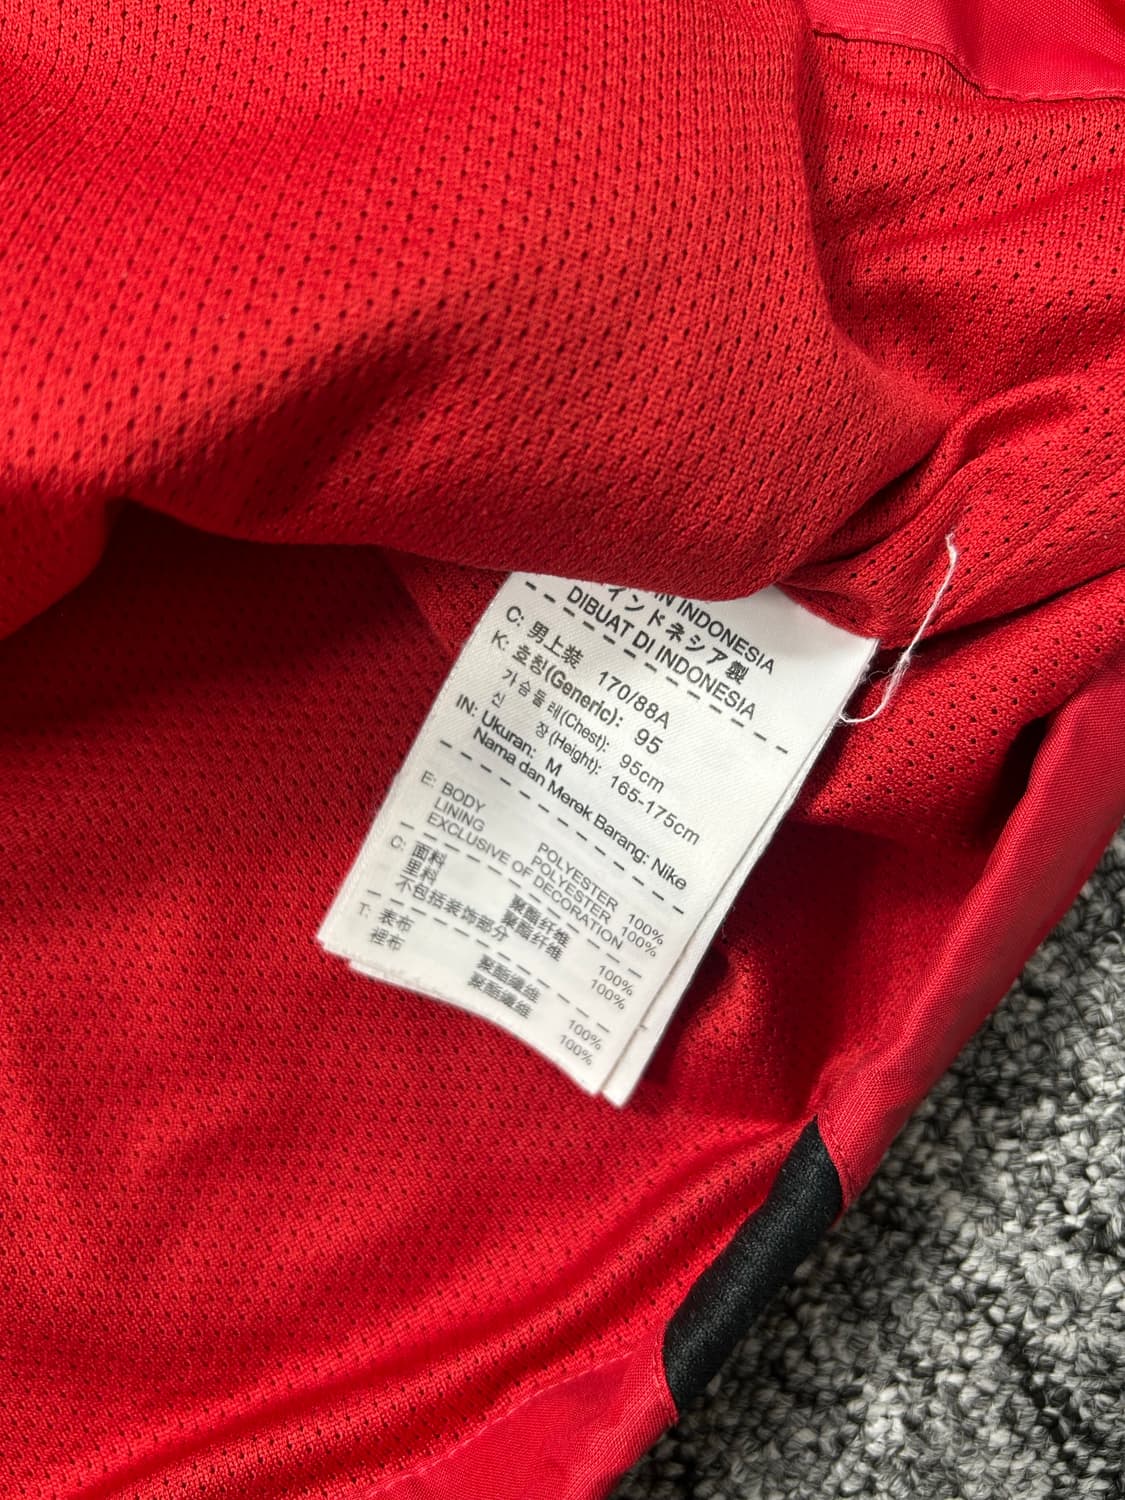 IN INDONESIA
インドネシア製
DIBUAT DI INDONESIA
C: 男上装 170/88A
K: 호칭(Generic): 95
가슴둘레(Chest): 95cm
신 장(Height): 165-175cm
IN: Ukuran: M
Nama dan Merek Barang: Nike
E: BODY POLYESTER 100%
LINING POLYESTER 100%
EXCLUSIVE OF DECORATION
C: 面料 聚酯纤维 100%
里料 聚酯纤维 100%
不包括装饰部分
T: 表布 聚酯纖維 100%
裡布 聚酯纖維 100%